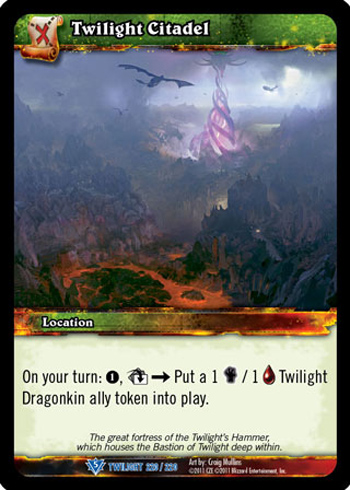 Twilight Citadel
Location
On your turn: 1, → Put a 1 / 1 Twilight
Dragonkin ally token into play.
The great fortress of the Twilight's Hammer,
which houses the Bastion of Twilight deep within.
Art by: Craig Mullins
TWILIGHT 220 / 220
©2011 CZE ©2011 Blizzard Entertainment, Inc.